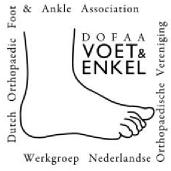 Dutch Orthopaedic Foot & Ankle Association
DOFAA
VOET&
ENKEL
Werkgroep Nederlandse Orthopaedische Vereniging